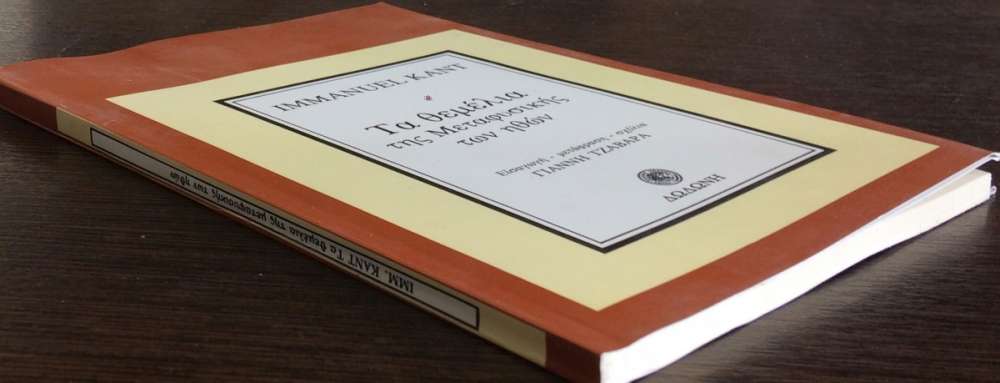 IMMANUEL KANT
Τα θεμέλια
της Μεταφυσικής
των ηθών
Εισαγωγή - μετάφραση - σχόλια
ΓΙΑΝΝΗ ΤΖΑΒΑΡΑ
ΔΩΔΩΝΗ
IMM. KANT Τα θεμέλια της μεταφυσικής των ηθών